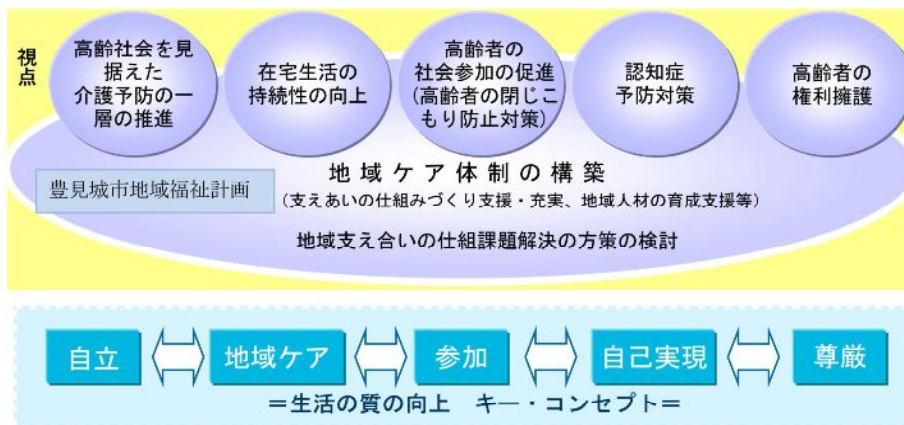 視点
高齢社会を見
据えた
介護予防の一
層の推進
在宅生活の
持続性の向上
高齢者の
社会参加の促進
(高齢者の閉じこ
もり防止対策)
認知症
予防対策
高齢者の
権利擁護
地域ケア体制の構築
豊見城市地域福祉計画
(支えあいの仕組みづくり支援・充実、地域人材の育成支援等)
地域支え合いの仕組課題解決の方策の検討
自立
地域ケア
参加
自己実現
尊厳
=生活の質の向上 キー・コンセプト=